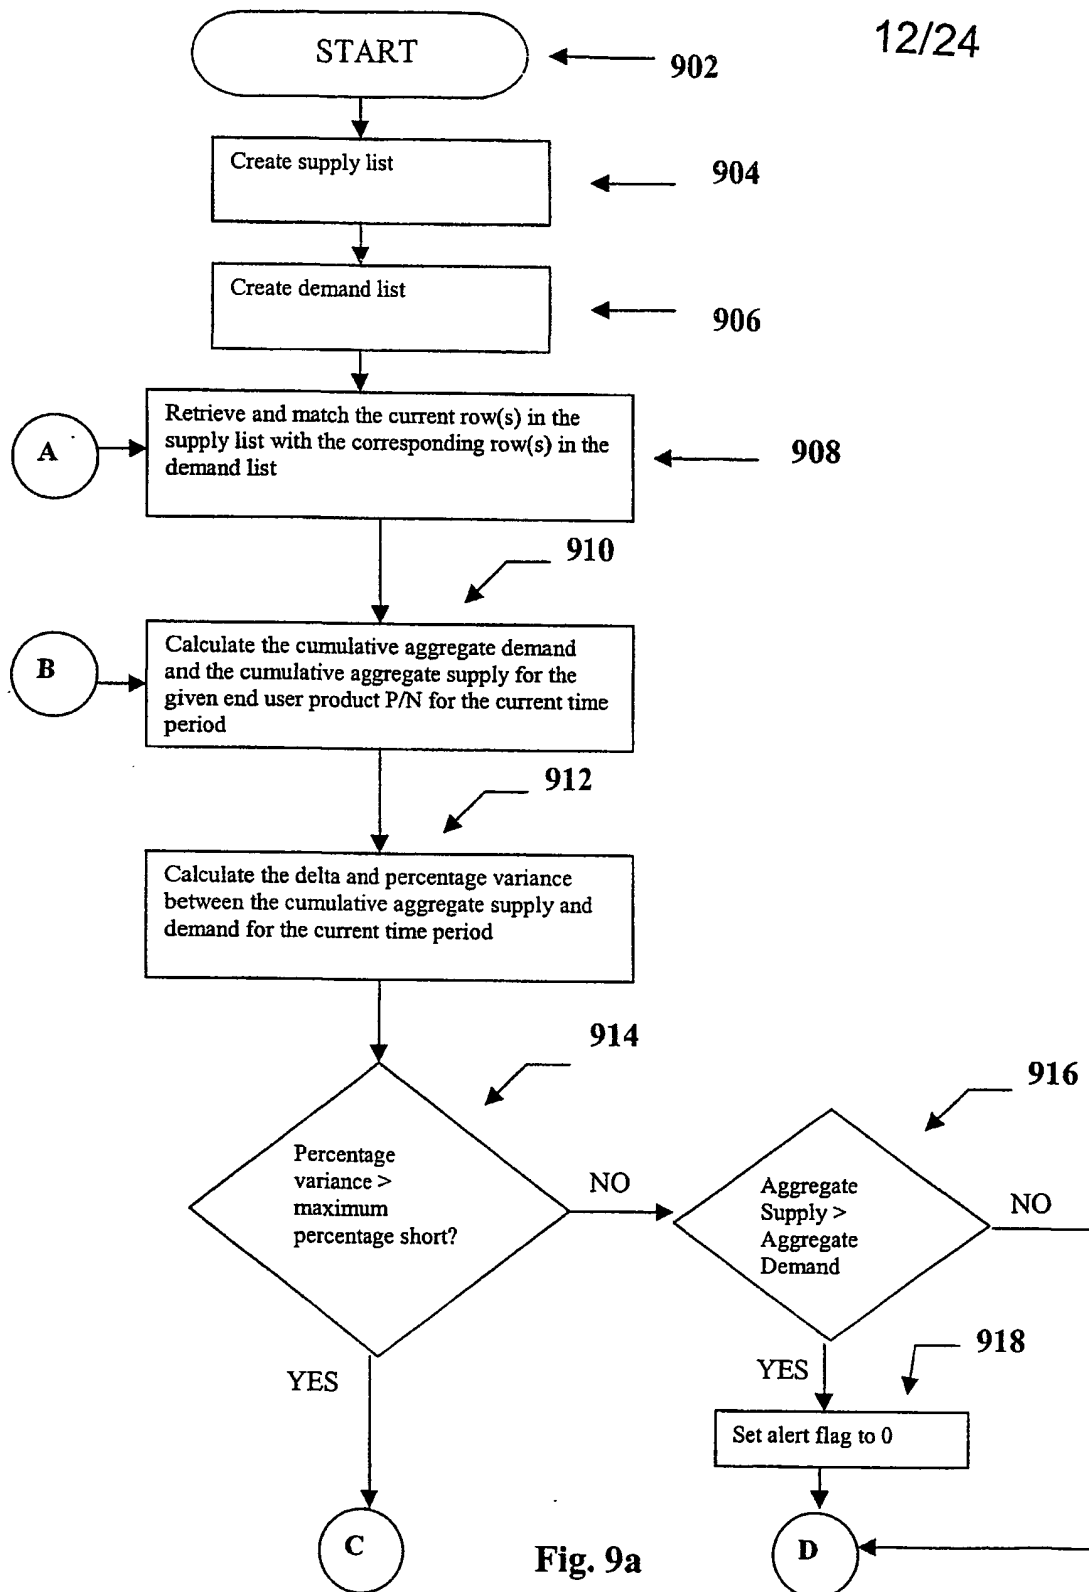 12/24
START
902
Create supply list
904
Create demand list
906
Retrieve and match the current row(s) in the
supply list with the corresponding row(s) in the
demand list
A
908
910
Calculate the cumulative aggregate demand
and the cumulative aggregate supply for the
given end user product P/N for the current time
period
B
912
Calculate the delta and percentage variance
between the cumulative aggregate supply and
demand for the current time period
914
916
Percentage
variance >
maximum
percentage short?
NO
Aggregate
Supply >
Aggregate
Demand
NO
YES
YES
918
Set alert flag to 0
C
D
Fig. 9a